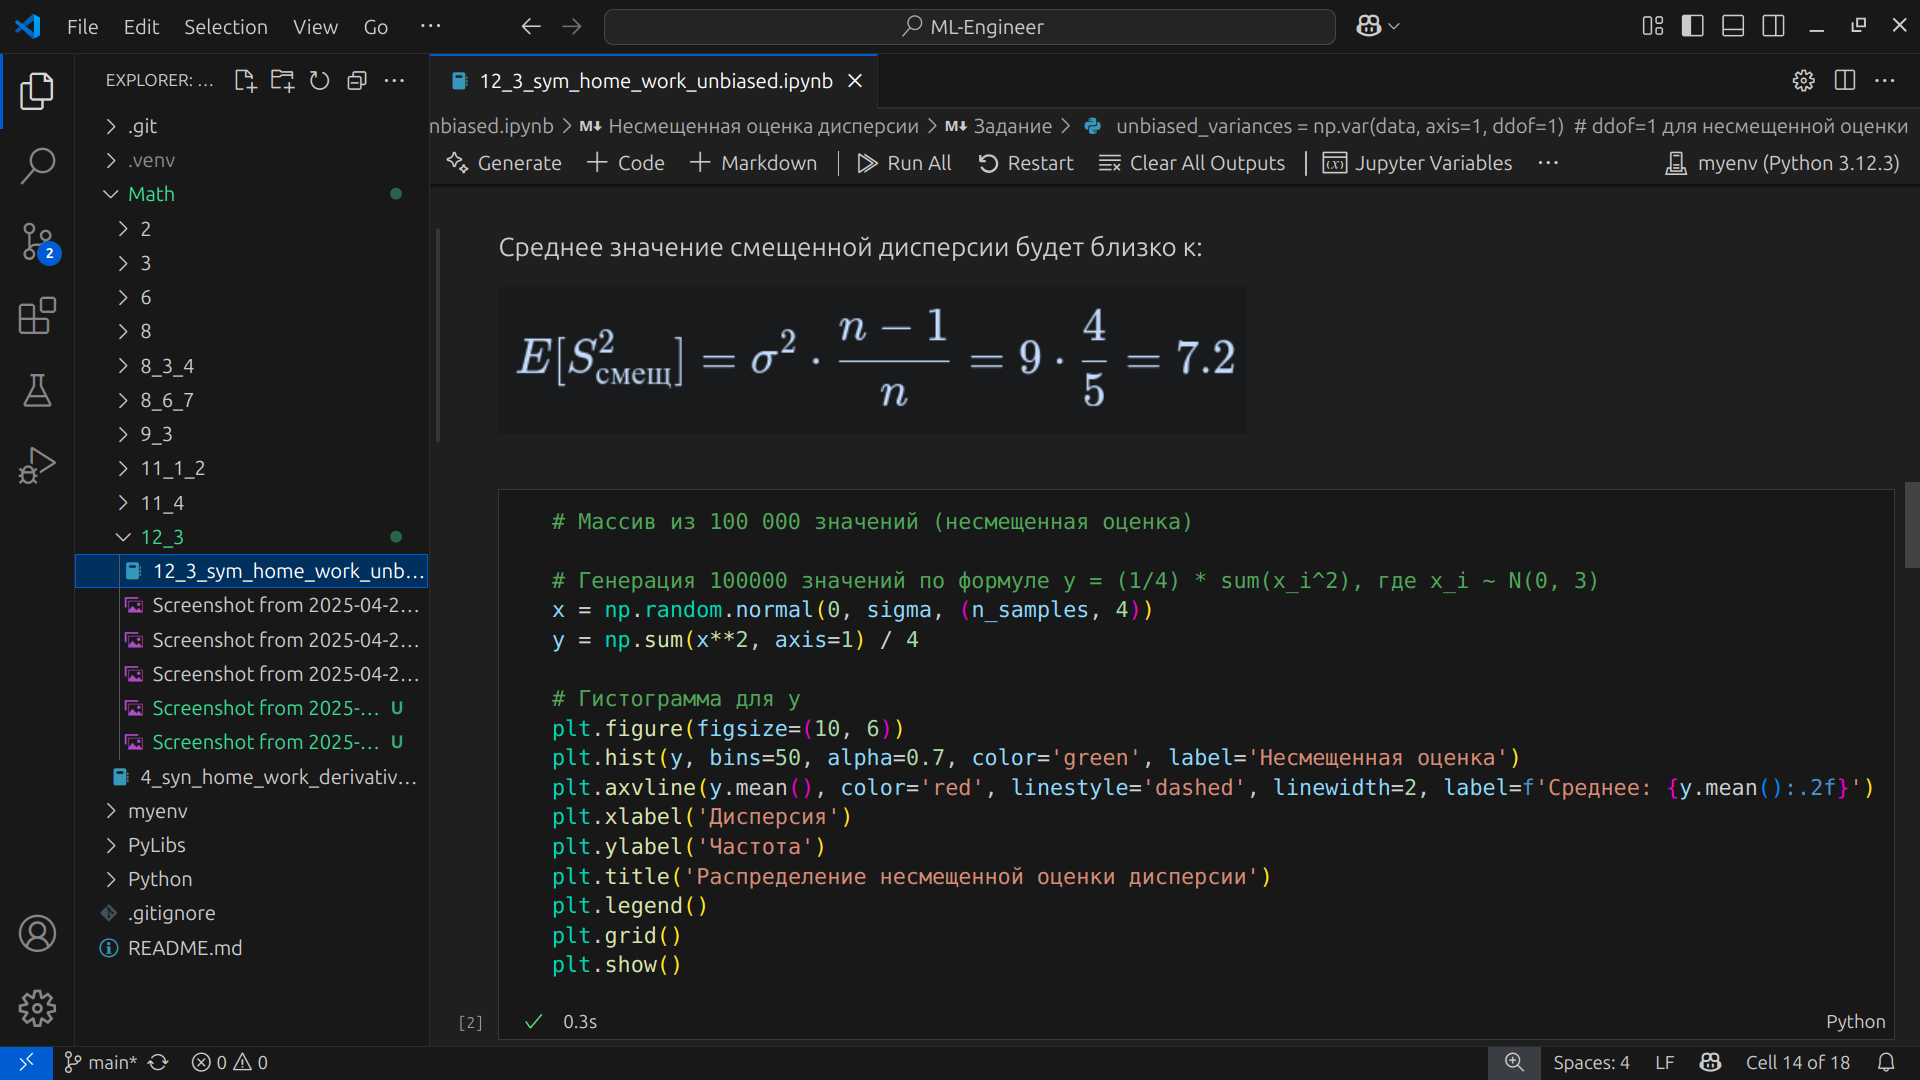 File Edit Selection View Go ···
ML-Engineer
EXPLORER: ...
12_3_sym_home_work_unbiased.ipynb
nbiased.ipynb > M↓ Несмещенная оценка дисперсии > M↓ Задание > unbiased_variances = np.var(data, axis=1, ddof=1) # ddof=1 для несмещенной оценки
Generate + Code + Markdown | Run All Restart Clear All Outputs | Jupyter Variables ··· myenv (Python 3.12.3)
.git
.venv
Math
2
3
6
8
8_3_4
8_6_7
9_3
11_1_2
11_4
12_3
12_3_sym_home_work_unb...
Screenshot from 2025-04-2...
Screenshot from 2025-04-2...
Screenshot from 2025-04-2...
Screenshot from 2025-... U
Screenshot from 2025-... U
4_syn_home_work_derivativ...
myenv
PyLibs
Python
.gitignore
README.md
2
Среднее значение смещенной дисперсии будет близко к:
E[S²смещ] = σ² · (n − 1)/n = 9 · 4/5 = 7.2
# Массив из 100 000 значений (несмещенная оценка)
# Генерация 100000 значений по формуле y = (1/4) * sum(x_i^2), где x_i ~ N(0, 3)
x = np.random.normal(0, sigma, (n_samples, 4))
y = np.sum(x**2, axis=1) / 4
# Гистограмма для y
plt.figure(figsize=(10, 6))
plt.hist(y, bins=50, alpha=0.7, color='green', label='Несмещенная оценка')
plt.axvline(y.mean(), color='red', linestyle='dashed', linewidth=2, label=f'Среднее: {y.mean():.2f}')
plt.xlabel('Дисперсия')
plt.ylabel('Частота')
plt.title('Распределение несмещенной оценки дисперсии')
plt.legend()
plt.grid()
plt.show()
[2] 0.3s Python
main* 0 0 Spaces: 4 LF Cell 14 of 18